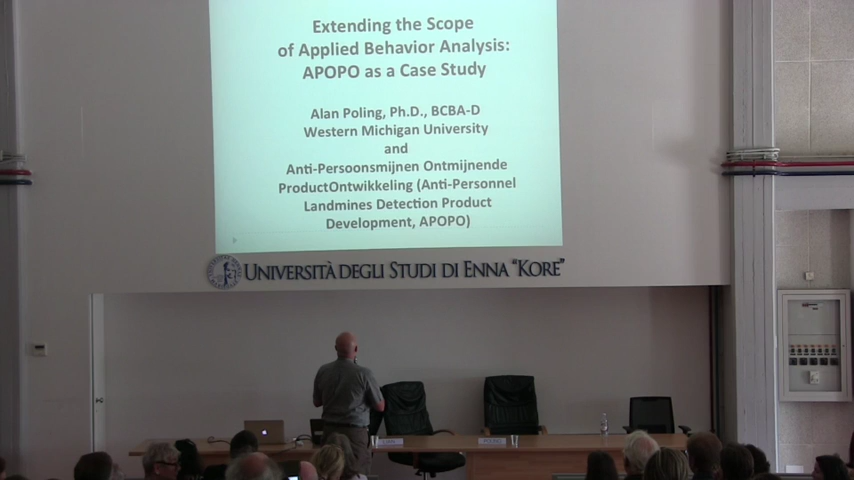 Extending the Scope
of Applied Behavior Analysis:
APOPO as a Case Study
Alan Poling, Ph.D., BCBA-D
Western Michigan University
and
Anti-Persoonsmijnen Ontmijnende
ProductOntwikkeling (Anti-Personnel
Landmines Detection Product
Development, APOPO)
UNIVERSITÀ DEGLI STUDI DI ENNA "KORE"